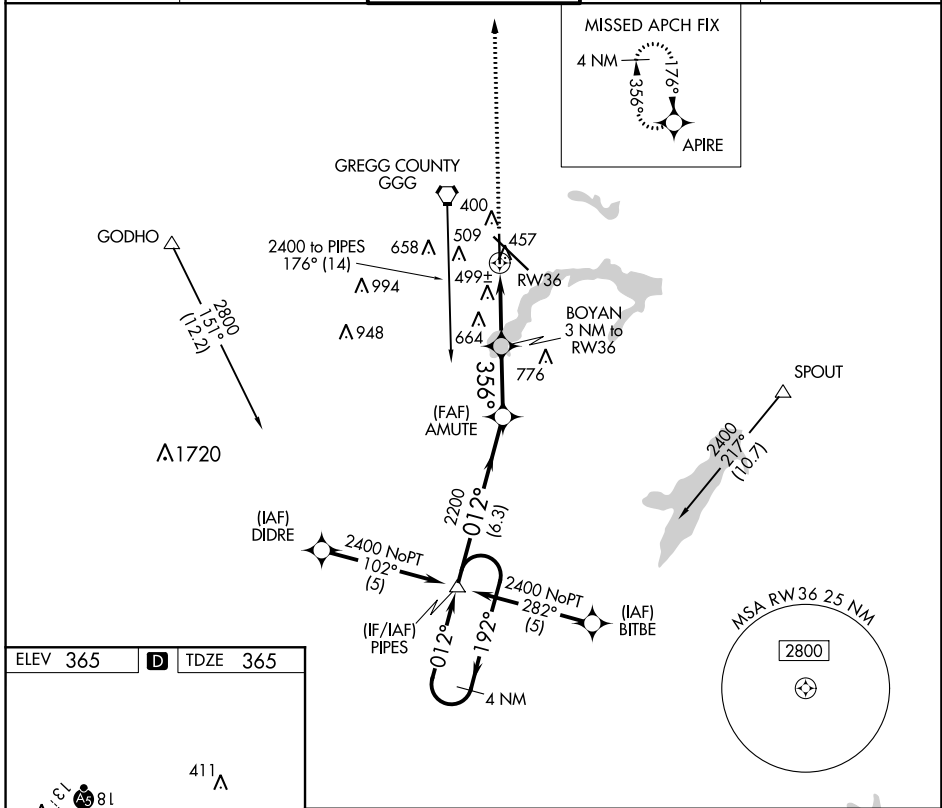 MISSED APCH FIX
4 NM
356°
176°
APIRE
GREGG COUNTY
GGG
400
GODHO
2400 to PIPES
176° (14)
658
509
457
994
499±
RW36
2800
151°
(12.2)
948
664
BOYAN
3 NM to
RW36
776
356°
SPOUT
(FAF)
AMUTE
2400
217°
(10.7)
1720
2200
012°
(6.3)
(IAF)
DIDRE
2400 NoPT
102°
(5)
2400 NoPT
282°
(5)
(IAF)
BITBE
(IF/IAF)
PIPES
012°
192°
4 NM
MSA RW36 25 NM
2800
ELEV 365 D TDZE 365
411
A5
18